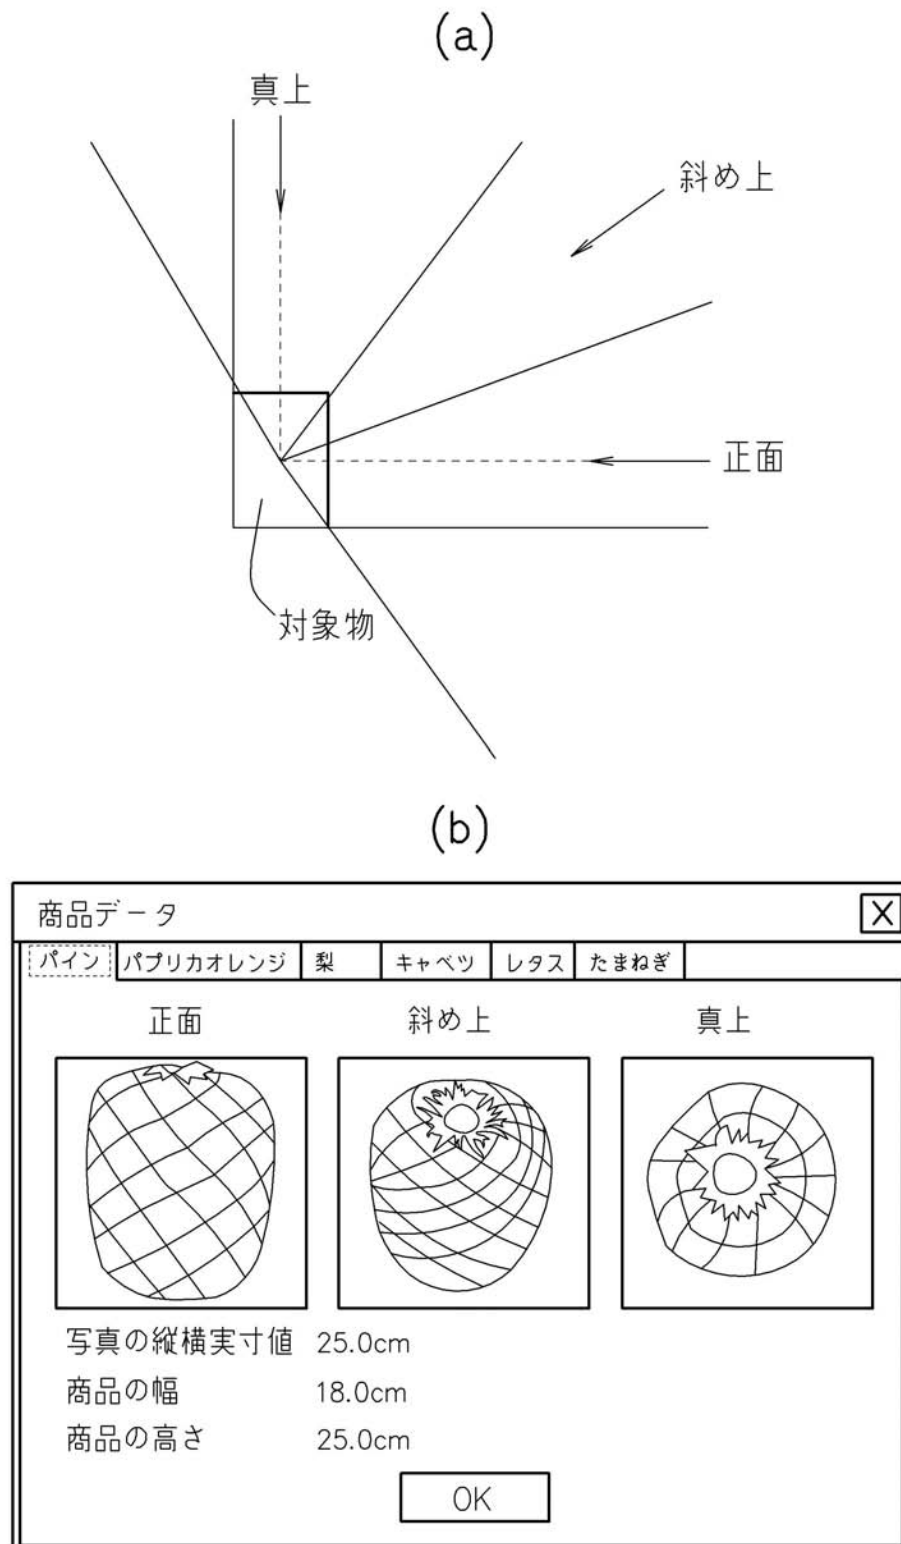 (a)
真上
斜め上
正面
対象物
(b)
商品データ
X
パイン パプリカオレンジ 梨 キャベツ レタス たまねぎ
正面 斜め上 真上
写真の縦横実寸値 25.0cm
商品の幅 18.0cm
商品の高さ 25.0cm
OK